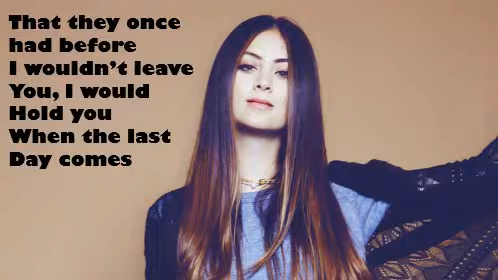 That they once
had before
I wouldn't leave
You, I would
Hold you
When the last
Day comes